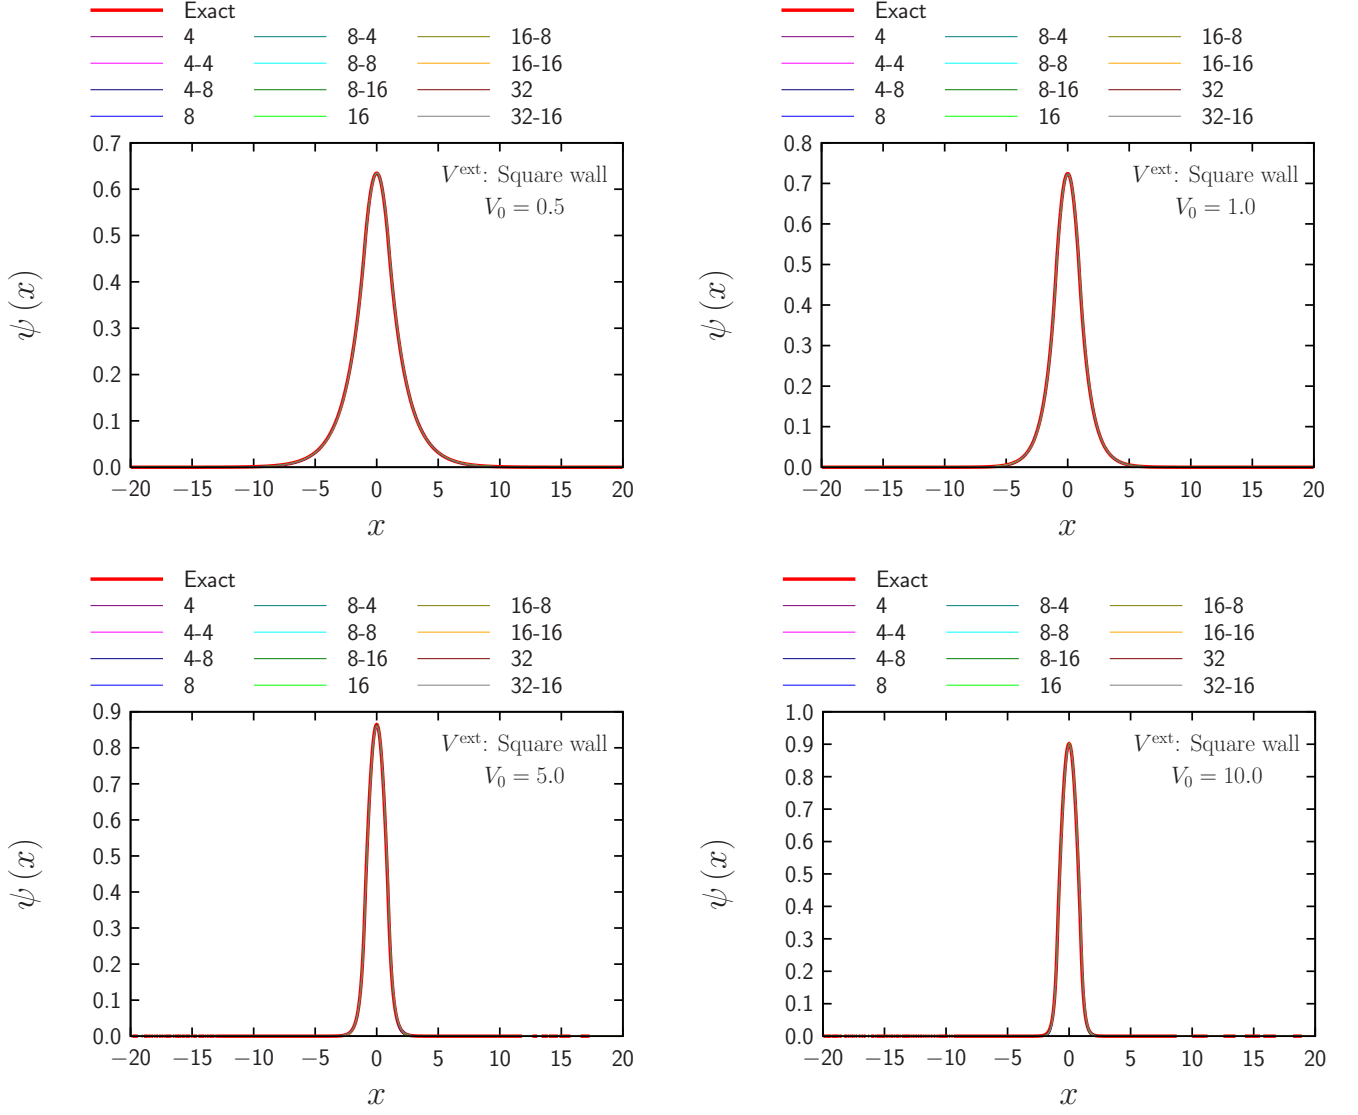 Exact
4 8-4 16-8
4-4 8-8 16-16
4-8 8-16 32
8 16 32-16
V^ext: Square wall
V_0 = 0.5
0.7
0.6
0.5
0.4
0.3
0.2
0.1
0.0
ψ (x)
−20 −15 −10 −5 0 5 10 15 20
x
Exact
4 8-4 16-8
4-4 8-8 16-16
4-8 8-16 32
8 16 32-16
V^ext: Square wall
V_0 = 1.0
0.8
0.7
0.6
0.5
0.4
0.3
0.2
0.1
0.0
ψ (x)
−20 −15 −10 −5 0 5 10 15 20
x
Exact
4 8-4 16-8
4-4 8-8 16-16
4-8 8-16 32
8 16 32-16
V^ext: Square wall
V_0 = 5.0
0.9
0.8
0.7
0.6
0.5
0.4
0.3
0.2
0.1
0.0
ψ (x)
−20 −15 −10 −5 0 5 10 15 20
x
Exact
4 8-4 16-8
4-4 8-8 16-16
4-8 8-16 32
8 16 32-16
V^ext: Square wall
V_0 = 10.0
1.0
0.9
0.8
0.7
0.6
0.5
0.4
0.3
0.2
0.1
0.0
ψ (x)
−20 −15 −10 −5 0 5 10 15 20
x